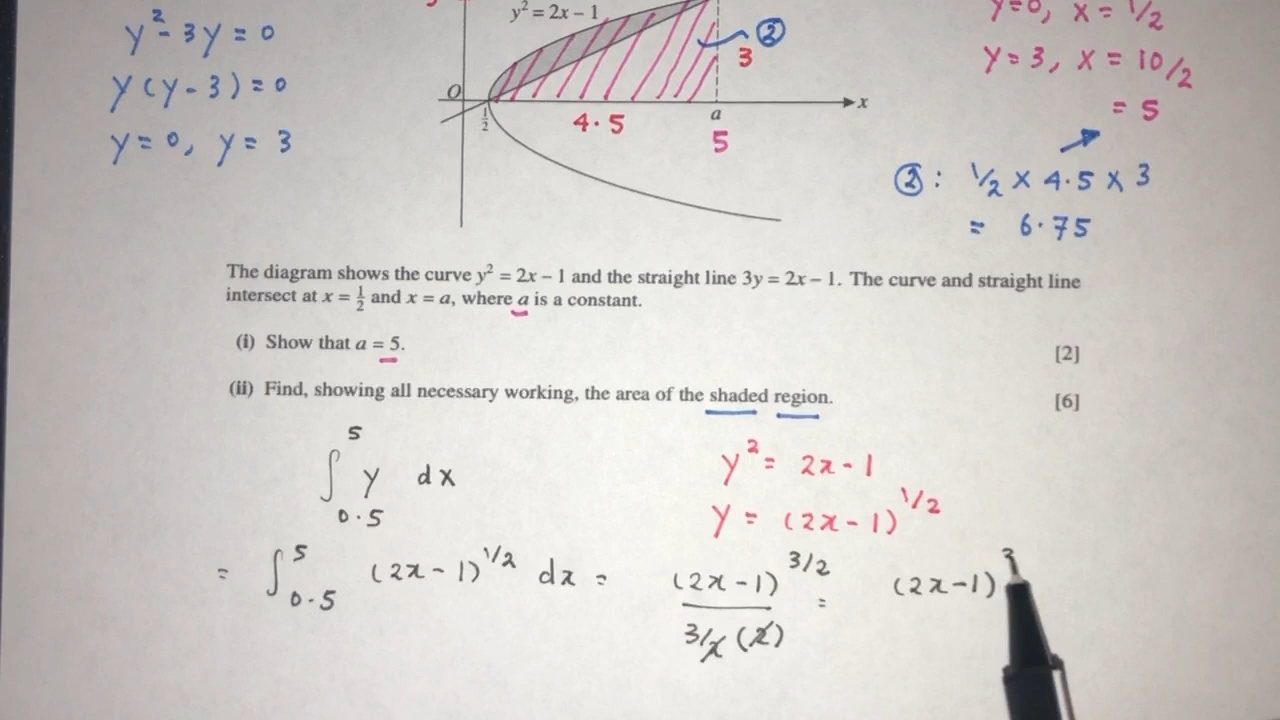 y² - 3y = 0
y(y-3) = 0
y = 0, y = 3
y² = 2x – 1
②
3
O
1/2
4.5
a
5
x
y=0, x = 1/2
y = 3, x = 10/2
= 5
②: 1/2 x 4.5 x 3
= 6.75
The diagram shows the curve y² = 2x – 1 and the straight line 3y = 2x – 1. The curve and straight line
intersect at x = 1/2 and x = a, where a is a constant.
(i) Show that a = 5. [2]
(ii) Find, showing all necessary working, the area of the shaded region. [6]
∫ 5 0.5 y dx
y² = 2x - 1
y = (2x-1)^1/2
= ∫ 5 0.5 (2x-1)^1/2 dx = (2x-1)^3/2 / 3/2 (2) = (2x-1)